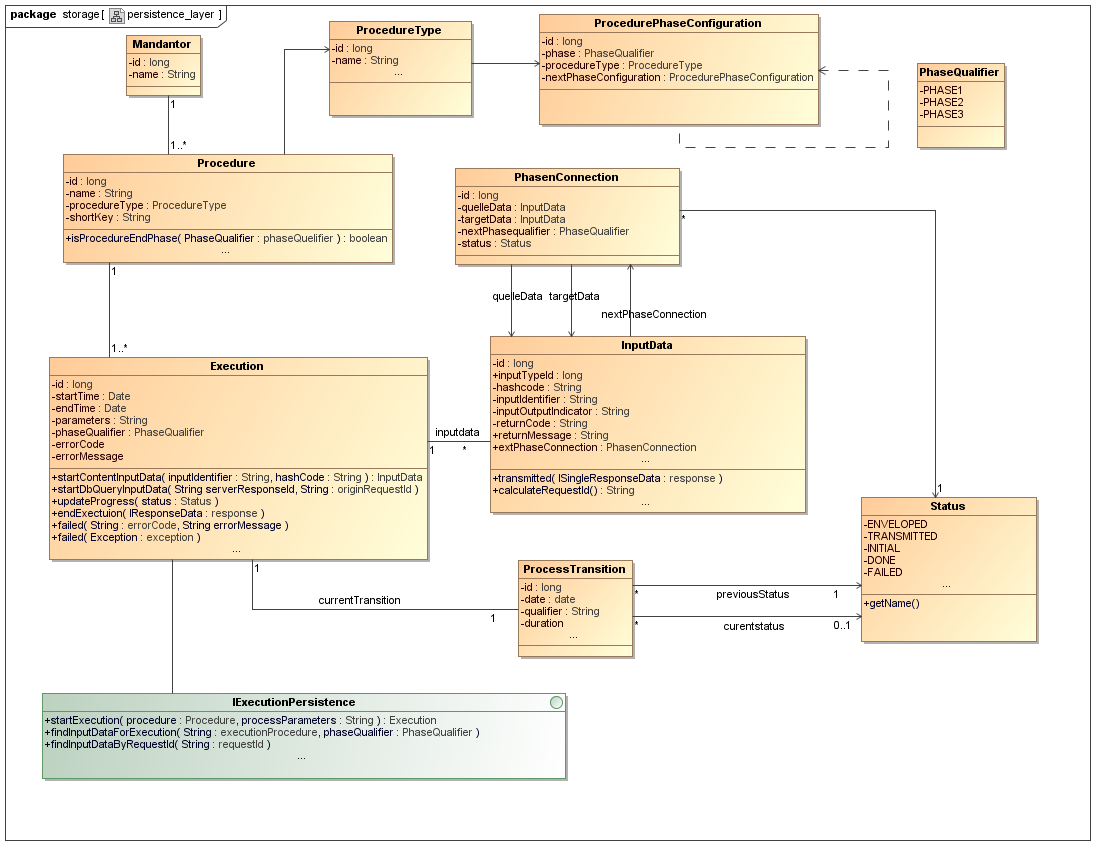 package storage[ persistence_layer ]
Mandantor
-id : long
-name : String
ProcedureType
-id : long
-name : String
...
ProcedurePhaseConfiguration
-id : long
-phase : PhaseQualifier
-procedureType : ProcedureType
-nextPhaseConfiguration : ProcedurePhaseConfiguration
PhaseQualifier
-PHASE1
-PHASE2
-PHASE3
1
1..*
Procedure
-id : long
-name : String
-procedureType : ProcedureType
-shortKey : String
+isProcedureEndPhase( PhaseQualifier : phaseQuelifier ) : boolean
...
PhasenConnection
-id : long
-quelleData : InputData
-targetData : InputData
-nextPhasequalifier : PhaseQualifier
-status : Status
*
1
1..*
quelleData
targetData
nextPhaseConnection
Execution
-id : long
-startTime : Date
-endTime : Date
-parameters : String
-phaseQualifier : PhaseQualifier
-errorCode
-errorMessage
+startContentInputData( inputIdentifier : String, hashCode : String ) : InputData
+startDbQueryInputData( String serverResponseId, String : originRequestId )
+updateProgress( status : Status )
+endExectuion( IResponseData : response )
+failed( String : errorCode, String errorMessage )
+failed( Exception : exception )
...
inputdata
1
*
InputData
-id : long
+inputTypeId : long
-hashcode : String
-inputIdentifier : String
-inputOutputIndicator : String
-returnCode : String
+returnMessage : String
+extPhaseConnection : PhasenConnection
...
+transmitted( ISingleResponseData : response )
+calculateRequestId() : String
...
1
Status
-ENVELOPED
-TRANSMITTED
-INITIAL
-DONE
-FAILED
...
+getName()
1
currentTransition
1
ProcessTransition
-id : long
-date : date
-qualifier : String
-duration
...
*
previousStatus
1
*
curentstatus
0..1
IExecutionPersistence
+startExecution( procedure : Procedure, processParameters : String ) : Execution
+findInputDataForExecution( String : executionProcedure, phaseQualifier : PhaseQualifier )
+findInputDataByRequestId( String : requestId )
...